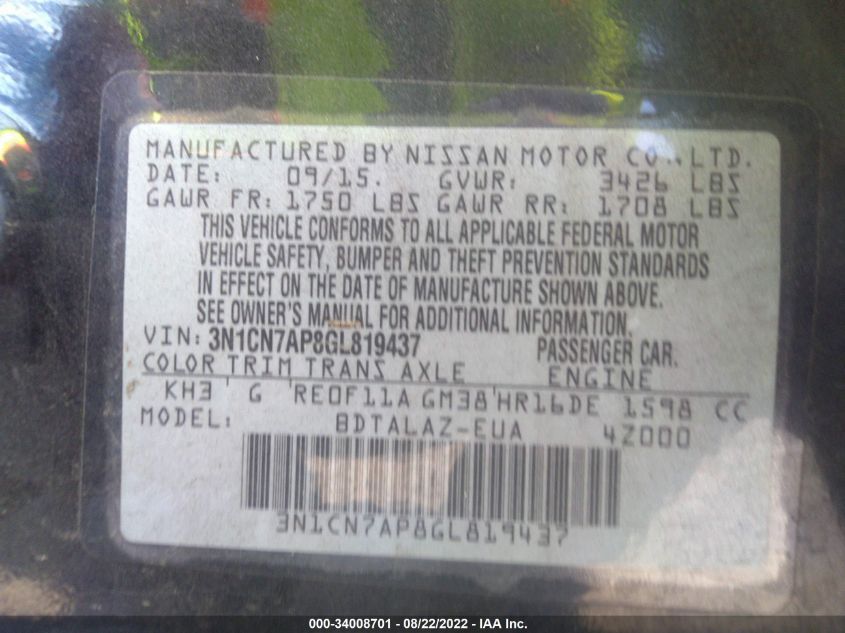 MANUFACTURED BY NISSAN MOTOR CO., LTD.
DATE: 09/15. GVWR: 3426 LBS
GAWR FR: 1750 LBS GAWR RR: 1708 LBS
THIS VEHICLE CONFORMS TO ALL APPLICABLE FEDERAL MOTOR
VEHICLE SAFETY, BUMPER AND THEFT PREVENTION STANDARDS
IN EFFECT ON THE DATE OF MANUFACTURE SHOWN ABOVE.
SEE OWNER'S MANUAL FOR ADDITIONAL INFORMATION.
VIN: 3N1CN7AP8GL819437 PASSENGER CAR.
COLOR TRIM TRANS AXLE ENGINE
KH3 ' G 'RE0F11A GM38'HR16DE 1598 CC
MODEL: BDTALAZ-EUA 4Z000
3N1CN7AP8GL819437
000-34008701 - 08/22/2022 - IAA Inc.